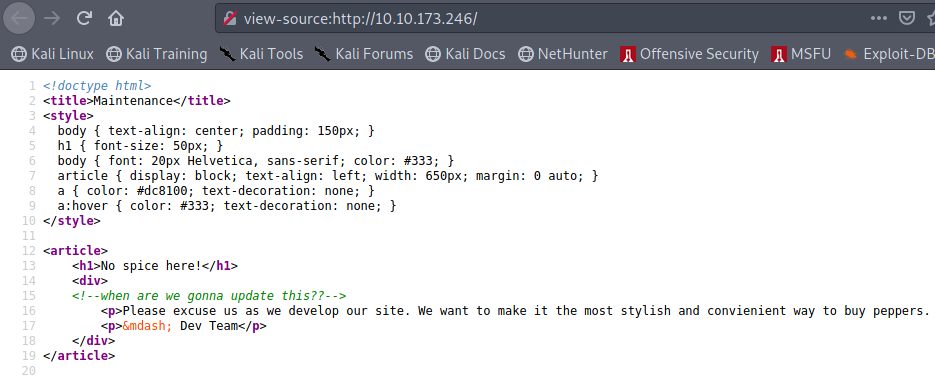 view-source:http://10.10.173.246/
Kali Linux Kali Training Kali Tools Kali Forums Kali Docs NetHunter Offensive Security MSFU Exploit-DB
1 <!doctype html>
2 <title>Maintenance</title>
3 <style>
4 body { text-align: center; padding: 150px; }
5 h1 { font-size: 50px; }
6 body { font: 20px Helvetica, sans-serif; color: #333; }
7 article { display: block; text-align: left; width: 650px; margin: 0 auto; }
8 a { color: #dc8100; text-decoration: none; }
9 a:hover { color: #333; text-decoration: none; }
10 </style>
11
12 <article>
13 <h1>No spice here!</h1>
14 <div>
15 <!--when are we gonna update this??-->
16 <p>Please excuse us as we develop our site. We want to make it the most stylish and convienient way to buy peppers.
17 <p>&mdash; Dev Team</p>
18 </div>
19 </article>
20